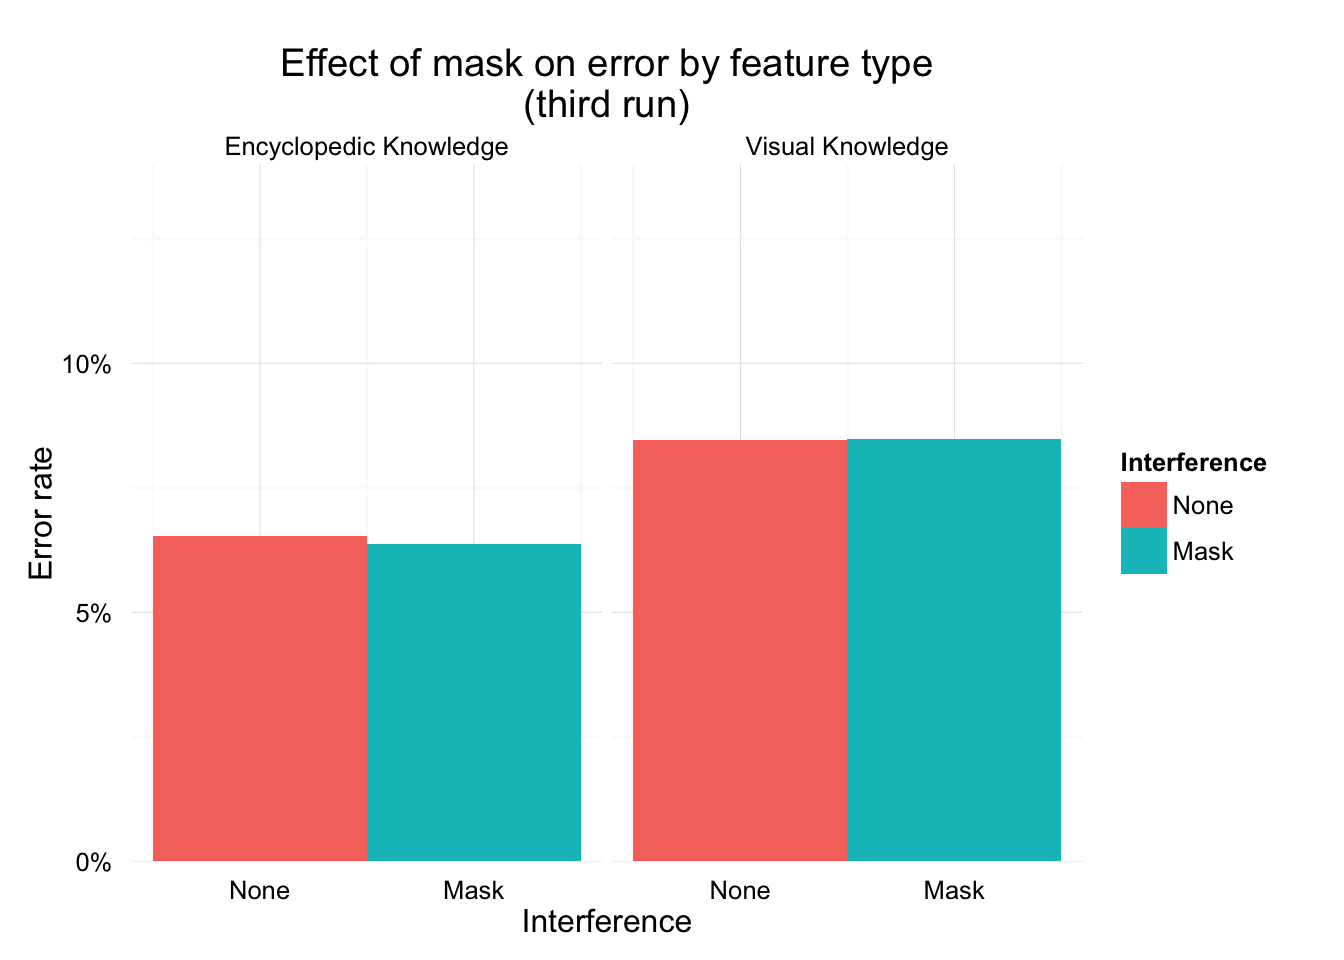 Effect of mask on error by feature type
(third run)
Encyclopedic Knowledge
Visual Knowledge
10%
5%
0%
Error rate
None
Mask
None
Mask
Interference
Interference
None
Mask